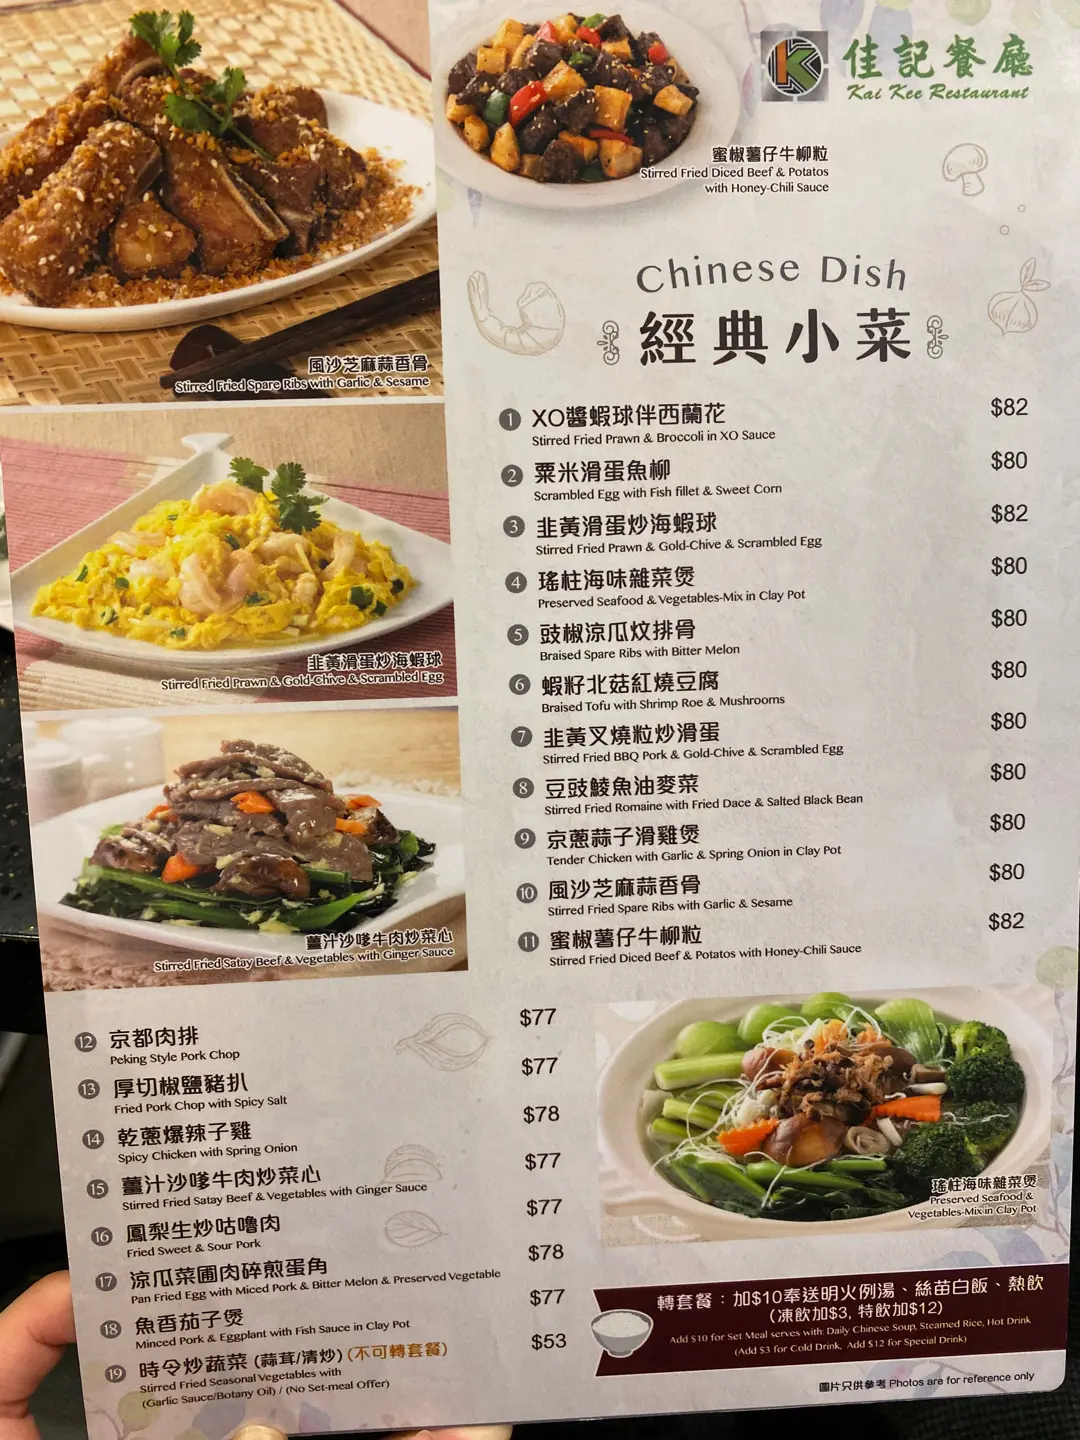 佳記餐廳
Kai Kee Restaurant
蜜椒薯仔牛柳粒
Stirred Fried Diced Beef & Potatos
with Honey-Chili Sauce
風沙芝麻蒜香骨
Stirred Fried Spare Ribs with Garlic & Sesame
韭黃滑蛋炒海蝦球
Stirred Fried Prawn & Gold-Chive & Scrambled Egg
薑汁沙嗲牛肉炒菜心
Stirred Fried Satay Beef & Vegetables with Ginger Sauce
Chinese Dish
經典小菜
1 XO醬蝦球伴西蘭花 $82
Stirred Fried Prawn & Broccoli in XO Sauce
2 粟米滑蛋魚柳 $80
Scrambled Egg with Fish fillet & Sweet Corn
3 韭黃滑蛋炒海蝦球 $82
Stirred Fried Prawn & Gold-Chive & Scrambled Egg
4 瑤柱海味雜菜煲 $80
Preserved Seafood & Vegetables-Mix in Clay Pot
5 豉椒涼瓜炆排骨 $80
Braised Spare Ribs with Bitter Melon
6 蝦籽北菇紅燒豆腐 $80
Braised Tofu with Shrimp Roe & Mushrooms
7 韭黃叉燒粒炒滑蛋 $80
Stirred Fried BBQ Pork & Gold-Chive & Scrambled Egg
8 豆豉鯪魚油麥菜 $80
Stirred Fried Romaine with Fried Dace & Salted Black Bean
9 京蔥蒜子滑雞煲 $80
Tender Chicken with Garlic & Spring Onion in Clay Pot
10 風沙芝麻蒜香骨 $80
Stirred Fried Spare Ribs with Garlic & Sesame
11 蜜椒薯仔牛柳粒 $82
Stirred Fried Diced Beef & Potatos with Honey-Chili Sauce
12 京都肉排 $77
Peking Style Pork Chop
13 厚切椒鹽豬扒 $77
Fried Pork Chop with Spicy Salt
14 乾蔥爆辣子雞 $78
Spicy Chicken with Spring Onion
15 薑汁沙嗲牛肉炒菜心 $77
Stirred Fried Satay Beef & Vegetables with Ginger Sauce
16 鳳梨生炒咕嚕肉 $77
Fried Sweet & Sour Pork
17 涼瓜菜圃肉碎煎蛋角 $78
Pan Fried Egg with Miced Pork & Bitter Melon & Preserved Vegetable
18 魚香茄子煲 $77
Minced Pork & Eggplant with Fish Sauce in Clay Pot
19 時令炒蔬菜 (蒜茸/清炒) (不可轉套餐) $53
Stirred Fried Seasonal Vegetables with
(Garlic Sauce/Botany Oil) / (No Set-meal Offer)
瑤柱海味雜菜煲
Preserved Seafood &
Vegetables-Mix in Clay Pot
轉套餐：加$10奉送明火例湯、絲苗白飯、熱飲
(凍飲加$3, 特飲加$12)
Add $10 for Set Meal serves with: Daily Chinese Soup, Steamed Rice, Hot Drink
(Add $3 for Cold Drink, Add $12 for Special Drink)
圖片只供參考 Photos are for reference only